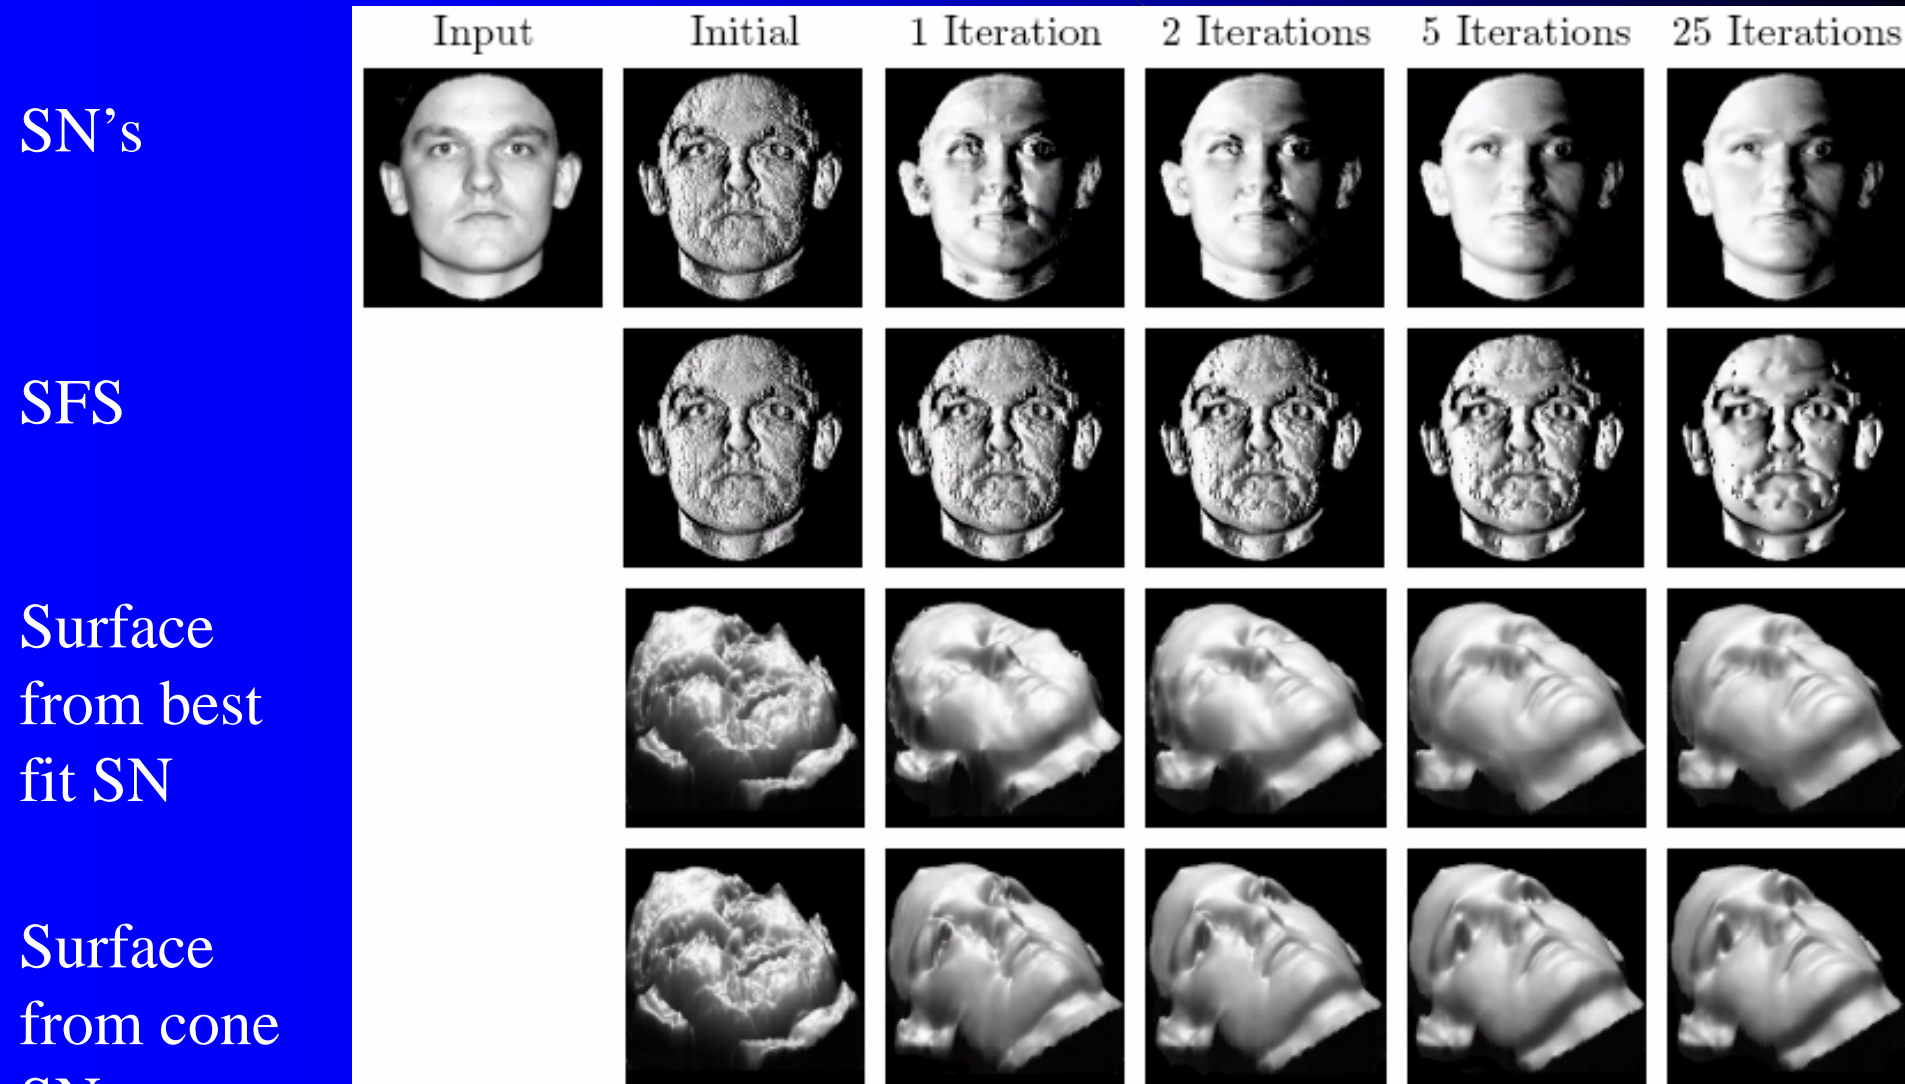 Input Initial 1 Iteration 2 Iterations 5 Iterations 25 Iterations
SN’s
SFS
Surface
from best
fit SN
Surface
from cone
SN